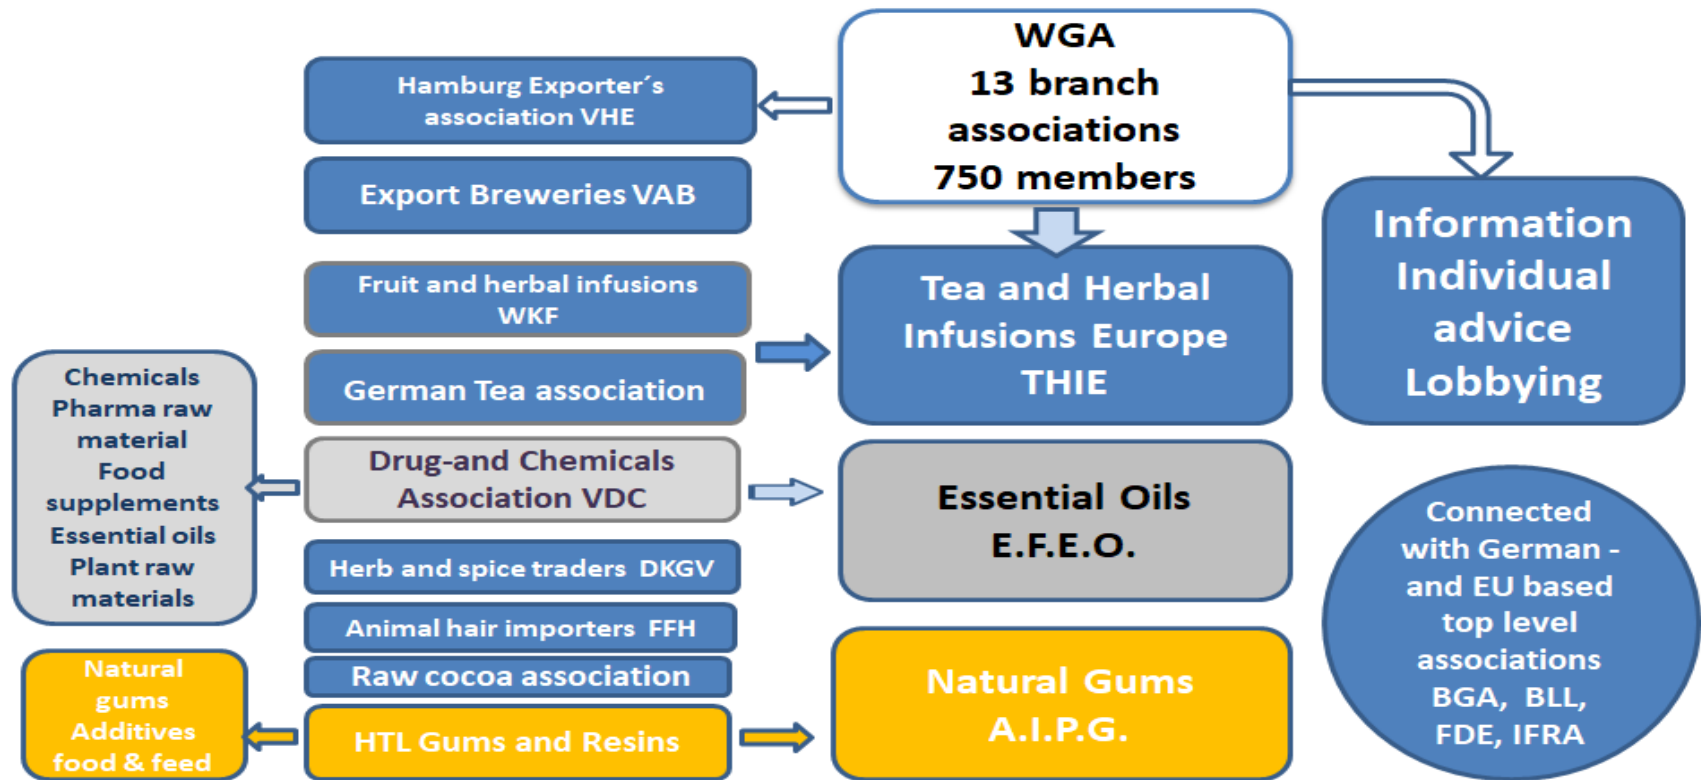 WGA
13 branch
associations
750 members
Hamburg Exporter´s
association VHE
Export Breweries VAB
Fruit and herbal infusions
WKF
German Tea association
Drug-and Chemicals
Association VDC
Herb and spice traders DKGV
Animal hair importers FFH
Raw cocoa association
HTL Gums and Resins
Chemicals
Pharma raw
material
Food
supplements
Essential oils
Plant raw
materials
Natural
gums
Additives
food & feed
Tea and Herbal
Infusions Europe
THIE
Essential Oils
E.F.E.O.
Natural Gums
A.I.P.G.
Information
Individual
advice
Lobbying
Connected
with German -
and EU based
top level
associations
BGA, BLL,
FDE, IFRA